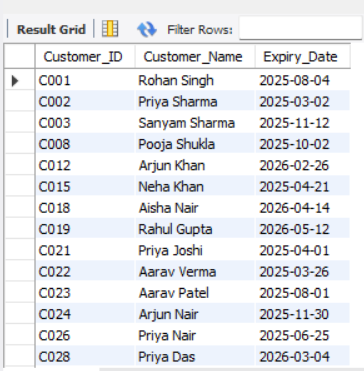 Result Grid Filter Rows:
Customer_ID Customer_Name Expiry_Date
C001 Rohan Singh 2025-08-04
C002 Priya Sharma 2025-03-02
C003 Sanyam Sharma 2025-11-12
C008 Pooja Shukla 2025-10-02
C012 Arjun Khan 2026-02-26
C015 Neha Khan 2025-04-21
C018 Aisha Nair 2026-04-14
C019 Rahul Gupta 2026-05-12
C021 Priya Joshi 2025-04-01
C022 Aarav Verma 2025-03-26
C023 Aarav Patel 2025-08-01
C024 Arjun Nair 2025-11-30
C026 Priya Nair 2025-06-25
C028 Priya Das 2026-03-04